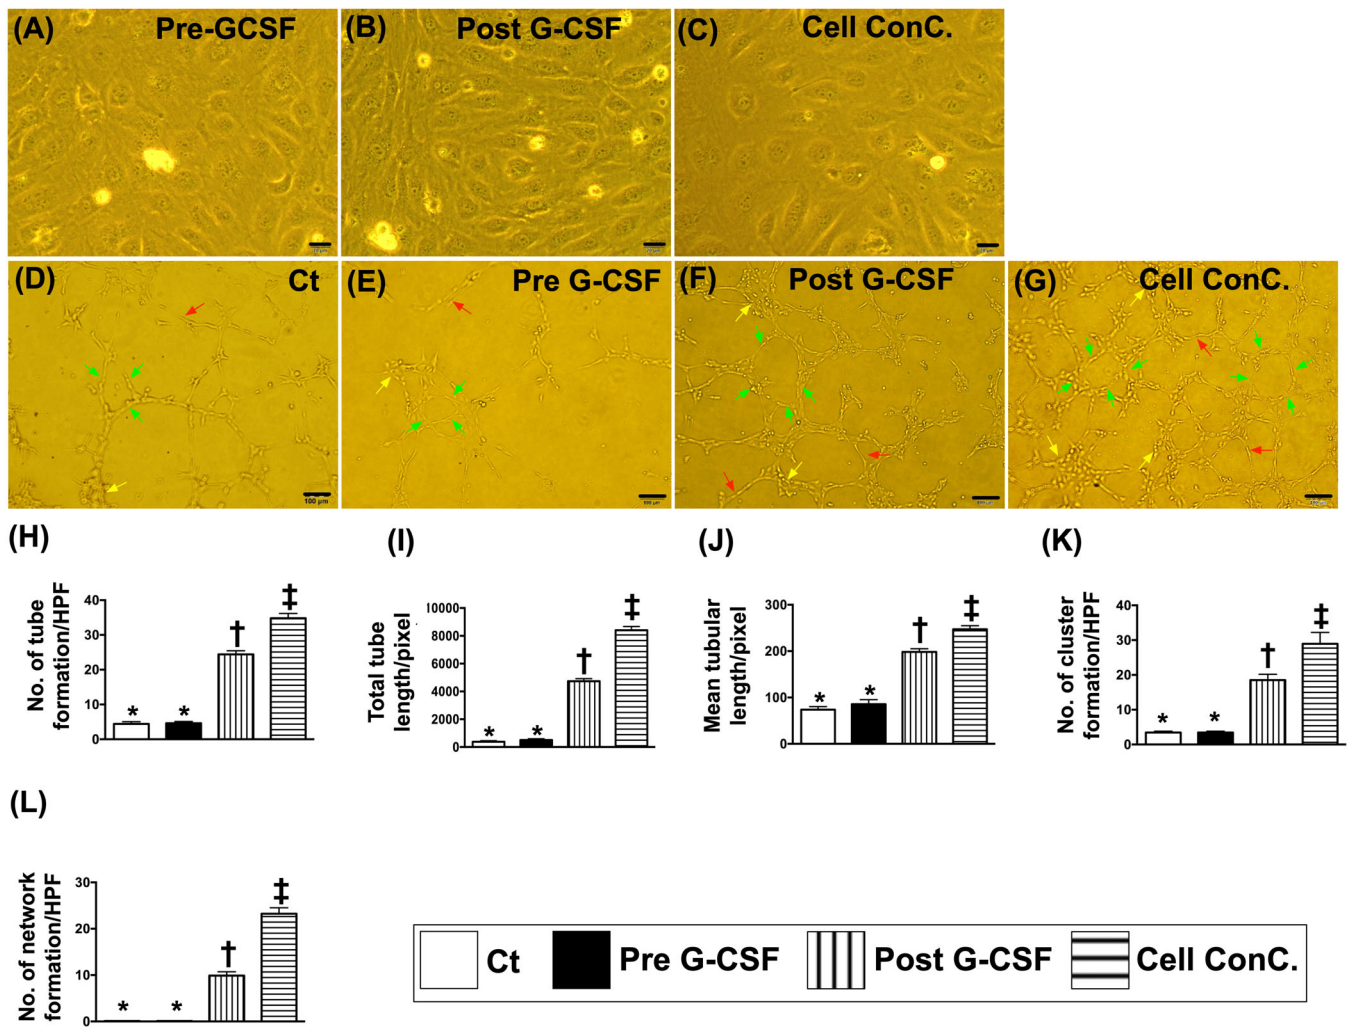 (A) Pre-GCSF
(B) Post G-CSF
(C) Cell ConC.
(D) Ct
100 µm
(E) Pre G-CSF
(F) Post G-CSF
(G) Cell ConC.
(H)
No. of tube
formation/HPF
40
30
20
10
0
*
*
†
‡
(I)
Total tube
length/pixel
10000
8000
6000
4000
2000
0
*
*
†
‡
(J)
Mean tubular
length/pixel
300
200
100
0
*
*
†
‡
(K)
No. of cluster
formation/HPF
40
30
20
10
0
*
*
†
‡
(L)
No. of network
formation/HPF
30
20
10
0
*
*
†
‡
Ct
Pre G-CSF
Post G-CSF
Cell ConC.